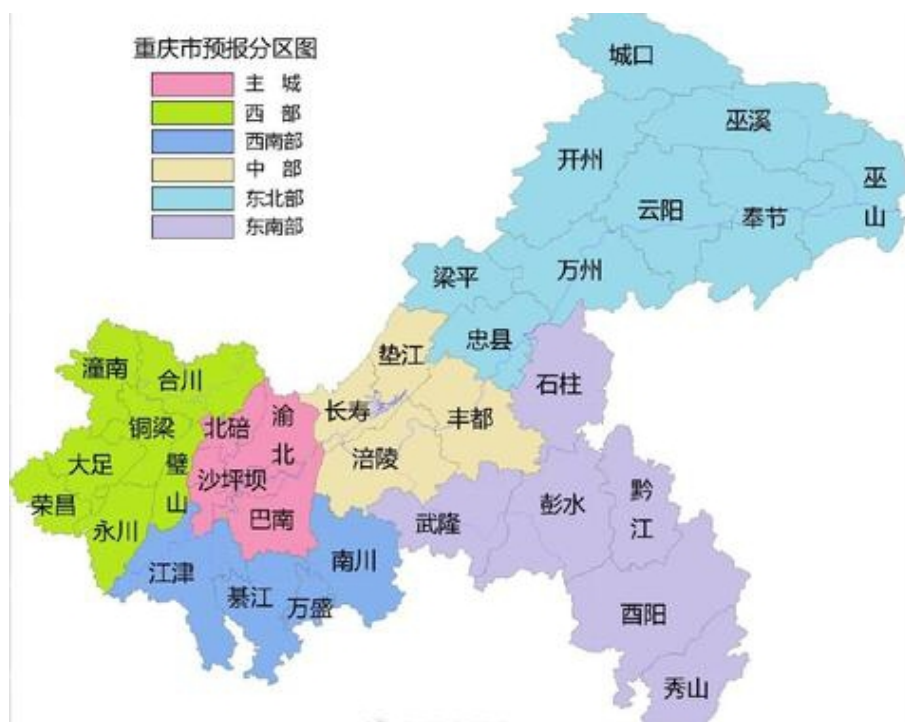 重庆市预报分区图
主 城
西 部
西南部
中 部
东北部
东南部
城口
巫溪
开州
巫山
云阳
奉节
万州
梁平
忠县
垫江
石柱
潼南
合川
长寿
丰都
铜梁
北碚
渝北
涪陵
大足
璧山
沙坪坝
荣昌
永川
巴南
武隆
彭水
黔江
南川
江津
綦江
万盛
酉阳
秀山